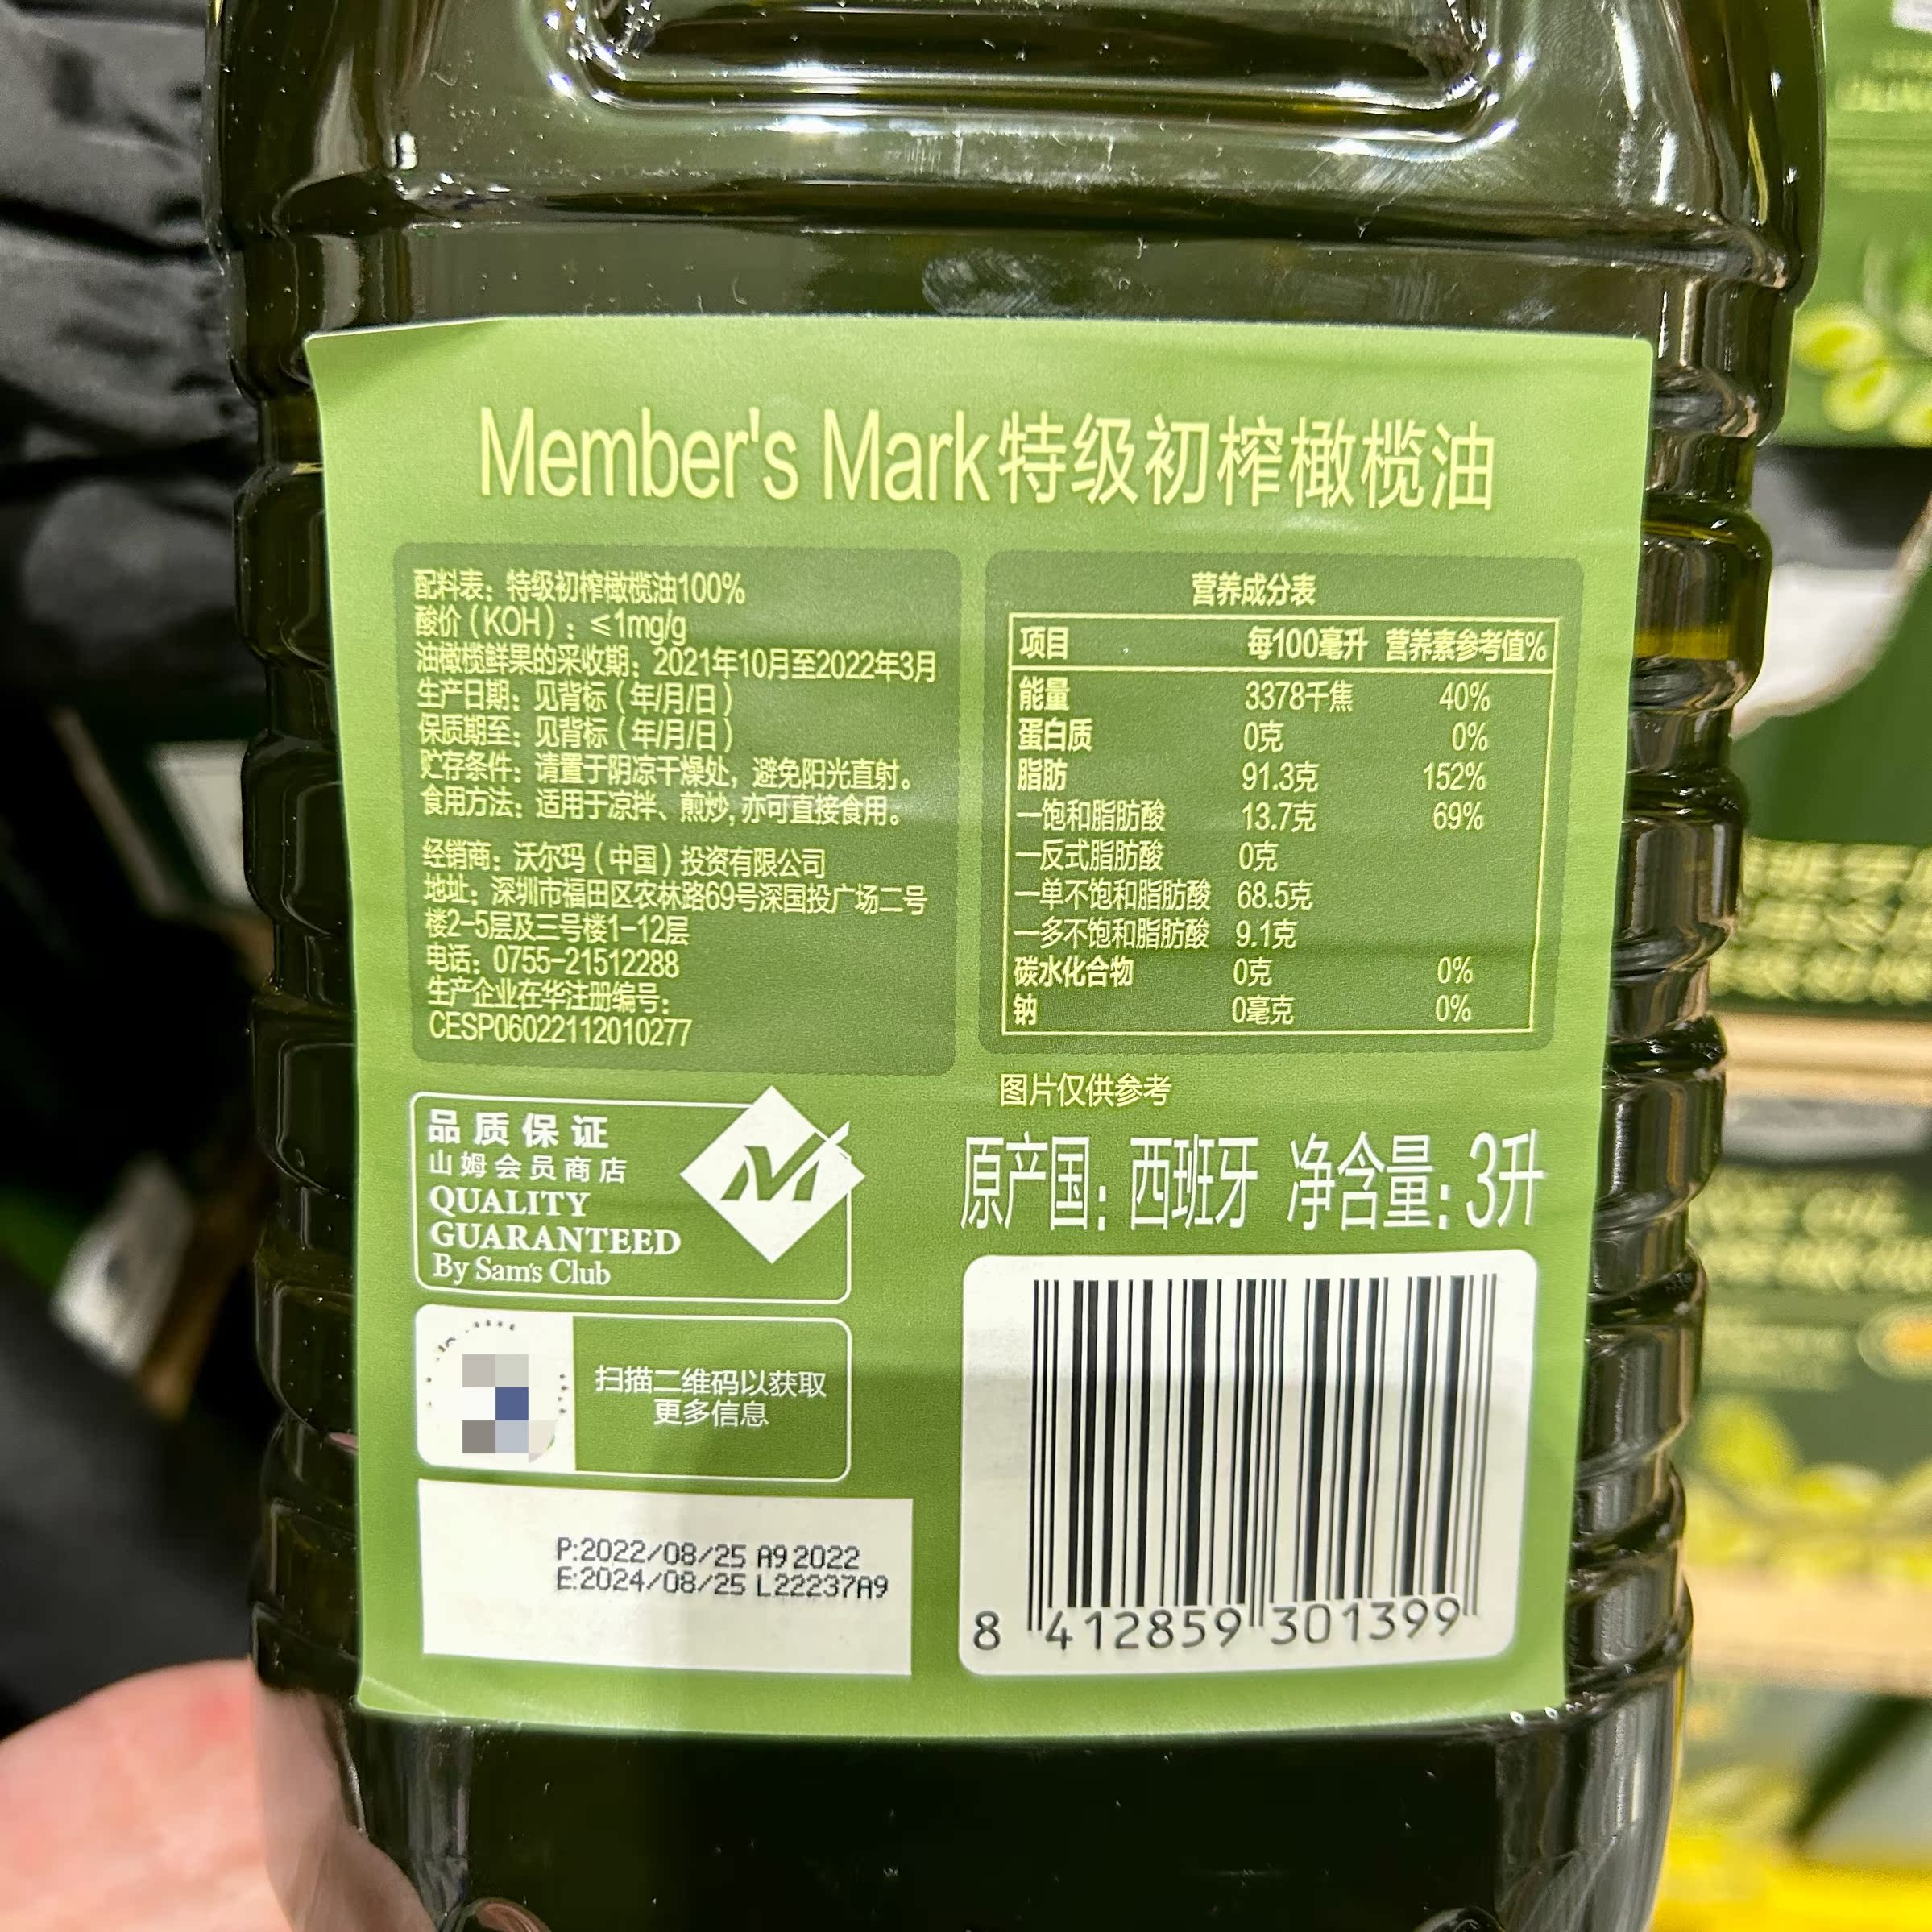 Member's Mark特级初榨橄榄油
配料表：特级初榨橄榄油100%
酸价（KOH）：≤1mg/g
油橄榄鲜果的采收期：2021年10月至2022年3月
生产日期：见背标（年/月/日）
保质期至：见背标（年/月/日）
贮存条件：请置于阴凉干燥处，避免阳光直射。
食用方法：适用于凉拌、煎炒,亦可直接食用。
经销商：沃尔玛（中国）投资有限公司
地址：深圳市福田区农林路69号深国投广场二号
楼2-5层及三号楼1-12层
电话：0755-21512288
生产企业在华注册编号：
CESP06022112010277
营养成分表
项目 每100毫升 营养素参考值%
能量 3378千焦 40%
蛋白质 0克 0%
脂肪 91.3克 152%
—饱和脂肪酸 13.7克 69%
—反式脂肪酸 0克
—单不饱和脂肪酸 68.5克
—多不饱和脂肪酸 9.1克
碳水化合物 0克 0%
钠 0毫克 0%
图片仅供参考
原产国：西班牙 净含量：3升
品质保证
山姆会员商店
QUALITY
GUARANTEED
By Sam's Club
M
扫描二维码以获取
更多信息
P:2022/08/25 A9 2022
E:2024/08/25 L22237A9
8 412859 301399